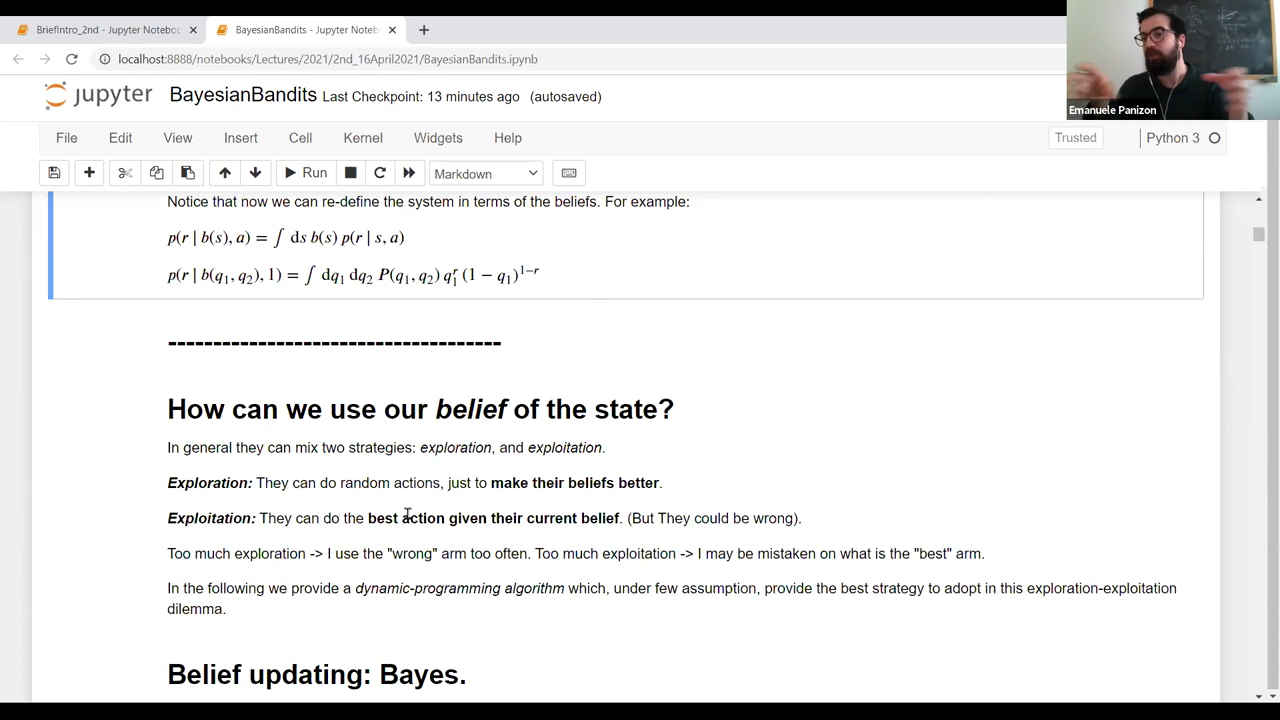 BriefIntro_2nd - Jupyter Noteboo
BayesianBandits - Jupyter Noteb
localhost:8888/notebooks/Lectures/2021/2nd_16April2021/BayesianBandits.ipynb
jupyter BayesianBandits Last Checkpoint: 13 minutes ago (autosaved)
Emanuele Panizon
File Edit View Insert Cell Kernel Widgets Help Trusted Python 3
Run Markdown
Notice that now we can re-define the system in terms of the beliefs. For example:
p(r | b(s), a) = ∫ ds b(s) p(r | s, a)
p(r | b(q₁, q₂), 1) = ∫ dq₁ dq₂ P(q₁, q₂) q₁ʳ (1 − q₁)¹⁻ʳ
------------------------------------
How can we use our belief of the state?
In general they can mix two strategies: exploration, and exploitation.
Exploration: They can do random actions, just to make their beliefs better.
Exploitation: They can do the best action given their current belief. (But They could be wrong).
Too much exploration -> I use the "wrong" arm too often. Too much exploitation -> I may be mistaken on what is the "best" arm.
In the following we provide a dynamic-programming algorithm which, under few assumption, provide the best strategy to adopt in this exploration-exploitation
dilemma.
Belief updating: Bayes.